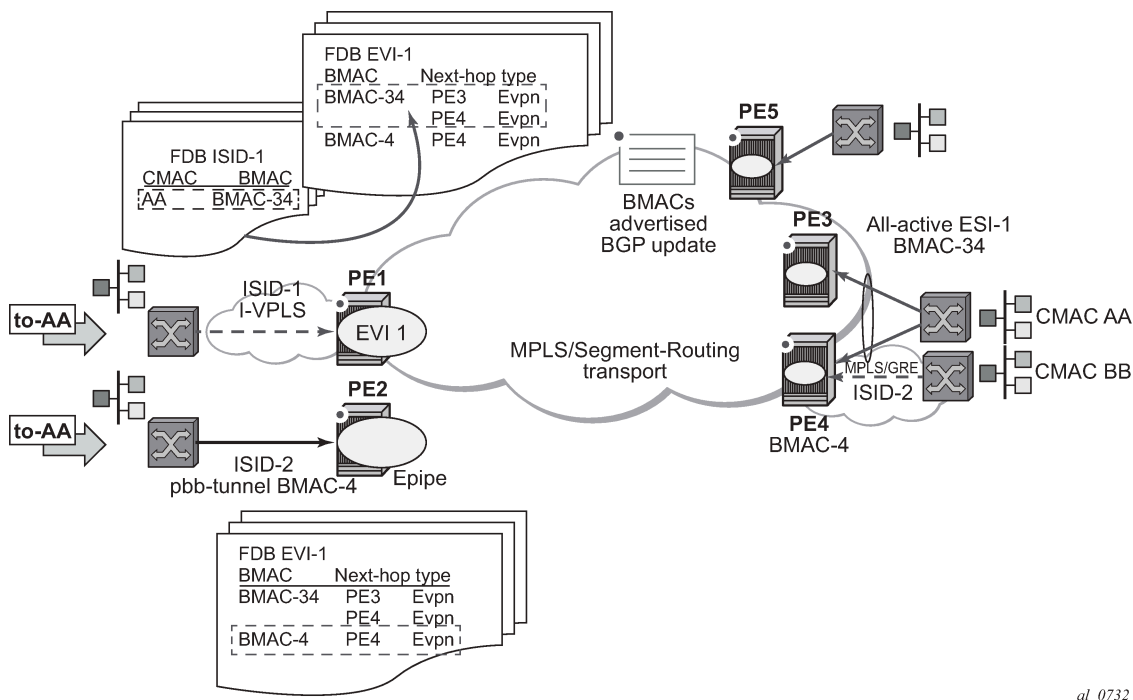 FDB EVI-1
BMAC Next-hop type
BMAC-34 PE3 Evpn
PE4 Evpn
BMAC-4 PE4 Evpn
FDB ISID-1
CMAC BMAC
AA BMAC-34
BMACs
advertised
BGP update
PE5
PE3
All-active ESI-1
BMAC-34
to-AA
ISID-1
I-VPLS
PE1
EVI 1
MPLS/Segment-Routing
transport
CMAC AA
MPLS/GRE
ISID-2
CMAC BB
PE4
BMAC-4
to-AA
ISID-2
pbb-tunnel BMAC-4
PE2
Epipe
FDB EVI-1
BMAC Next-hop type
BMAC-34 PE3 Evpn
PE4 Evpn
BMAC-4 PE4 Evpn
al_0732